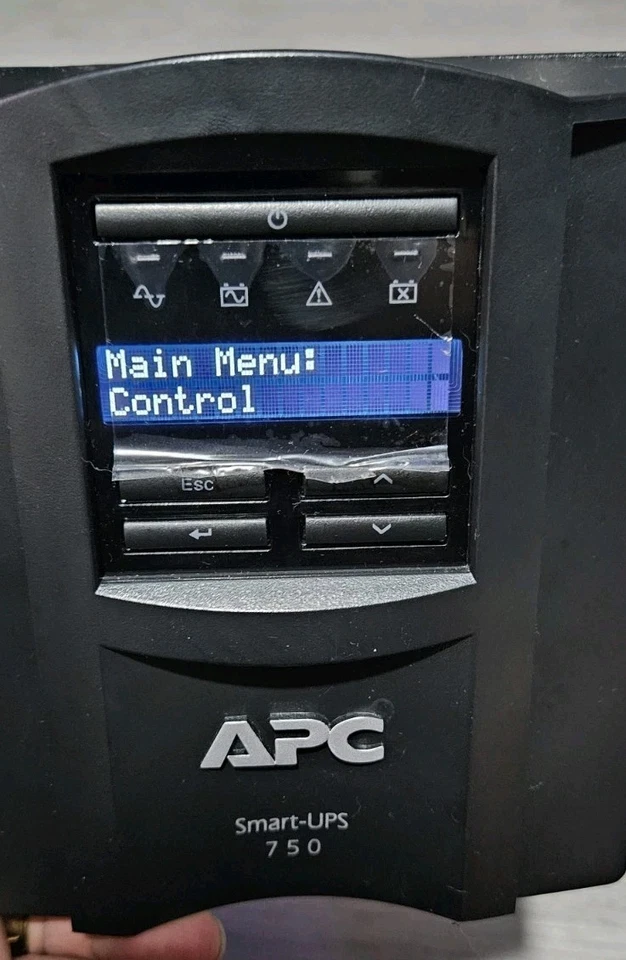 Main Menu:
Control
Esc
APC
Smart-UPS
750